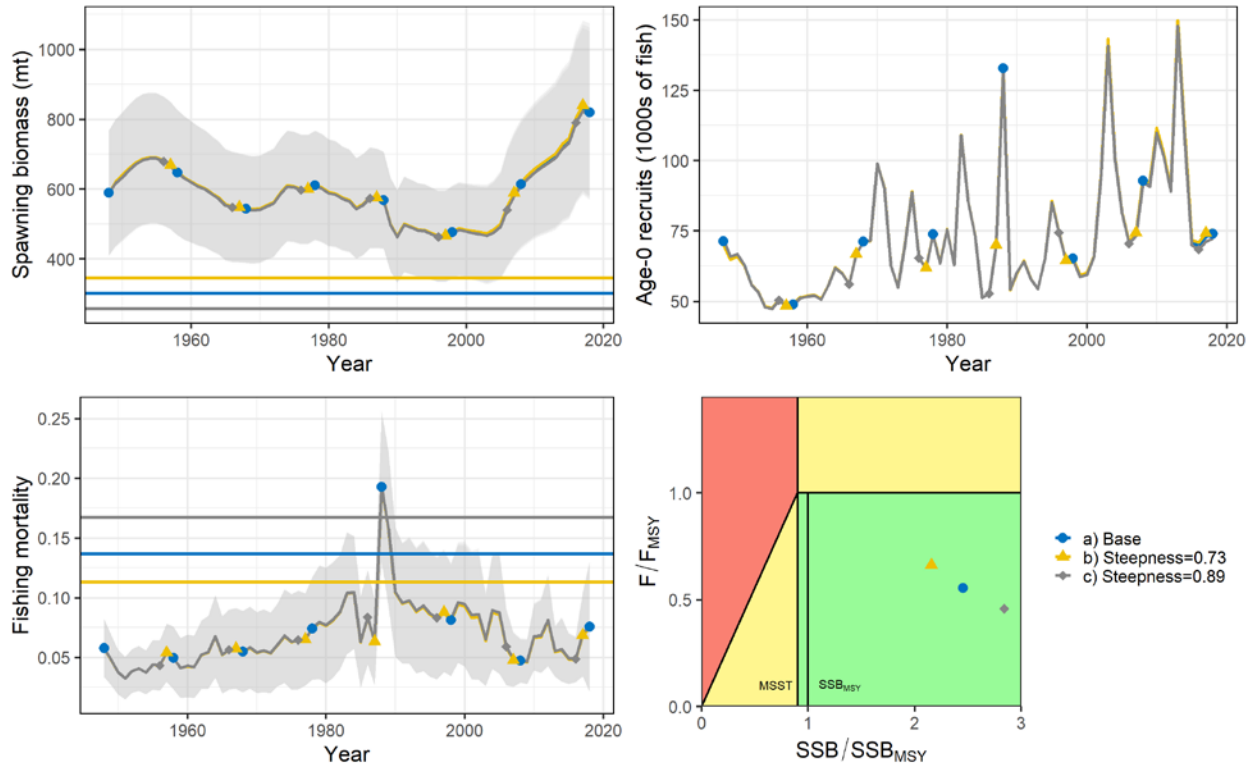 Spawning biomass (mt)
1000
800
600
400
1960
1980
2000
2020
Year
Age-0 recruits (1000s of fish)
150
125
100
75
50
1960
1980
2000
2020
Year
Fishing mortality
0.25
0.20
0.15
0.10
0.05
1960
1980
2000
2020
Year
F/F_MSY
1.0
0.5
0.0
MSST
SSB_MSY
0
1
2
3
SSB/SSB_MSY
a) Base
b) Steepness=0.73
c) Steepness=0.89